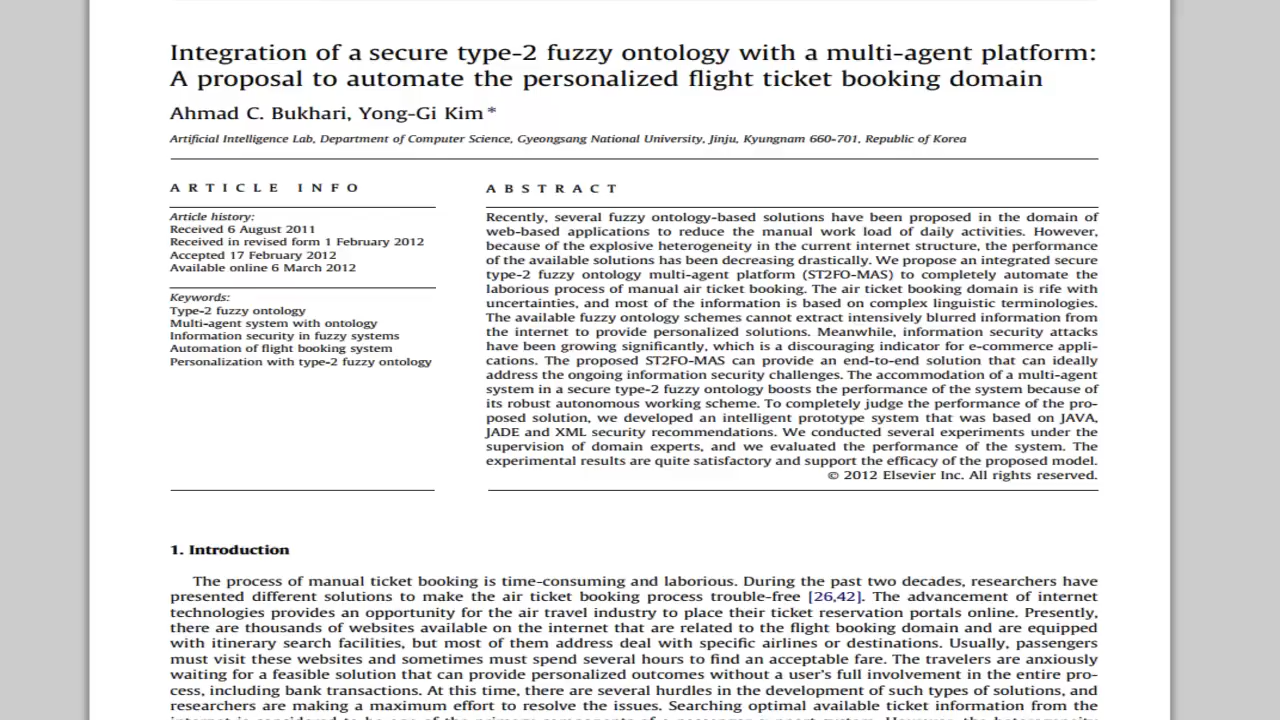 Integration of a secure type-2 fuzzy ontology with a multi-agent platform:
A proposal to automate the personalized flight ticket booking domain
Ahmad C. Bukhari, Yong-Gi Kim *
Artificial Intelligence Lab, Department of Computer Science, Gyeongsang National University, Jinju, Kyungnam 660-701, Republic of Korea
ARTICLE INFO
Article history:
Received 6 August 2011
Received in revised form 1 February 2012
Accepted 17 February 2012
Available online 6 March 2012
Keywords:
Type-2 fuzzy ontology
Multi-agent system with ontology
Information security in fuzzy systems
Automation of flight booking system
Personalization with type-2 fuzzy ontology
ABSTRACT
Recently, several fuzzy ontology-based solutions have been proposed in the domain of
web-based applications to reduce the manual work load of daily activities. However,
because of the explosive heterogeneity in the current internet structure, the performance
of the available solutions has been decreasing drastically. We propose an integrated secure
type-2 fuzzy ontology multi-agent platform (ST2FO-MAS) to completely automate the
laborious process of manual air ticket booking. The air ticket booking domain is rife with
uncertainties, and most of the information is based on complex linguistic terminologies.
The available fuzzy ontology schemes cannot extract intensively blurred information from
the internet to provide personalized solutions. Meanwhile, information security attacks
have been growing significantly, which is a discouraging indicator for e-commerce appli-
cations. The proposed ST2FO-MAS can provide an end-to-end solution that can ideally
address the ongoing information security challenges. The accommodation of a multi-agent
system in a secure type-2 fuzzy ontology boosts the performance of the system because of
its robust autonomous working scheme. To completely judge the performance of the pro-
posed solution, we developed an intelligent prototype system that was based on JAVA,
JADE and XML security recommendations. We conducted several experiments under the
supervision of domain experts, and we evaluated the performance of the system. The
experimental results are quite satisfactory and support the efficacy of the proposed model.
© 2012 Elsevier Inc. All rights reserved.
1. Introduction
The process of manual ticket booking is time-consuming and laborious. During the past two decades, researchers have
presented different solutions to make the air ticket booking process trouble-free [26,42]. The advancement of internet
technologies provides an opportunity for the air travel industry to place their ticket reservation portals online. Presently,
there are thousands of websites available on the internet that are related to the flight booking domain and are equipped
with itinerary search facilities, but most of them address deal with specific airlines or destinations. Usually, passengers
must visit these websites and sometimes must spend several hours to find an acceptable fare. The travelers are anxiously
waiting for a feasible solution that can provide personalized outcomes without a user's full involvement in the entire pro-
cess, including bank transactions. At this time, there are several hurdles in the development of such types of solutions, and
researchers are making a maximum effort to resolve the issues. Searching optimal available ticket information from the